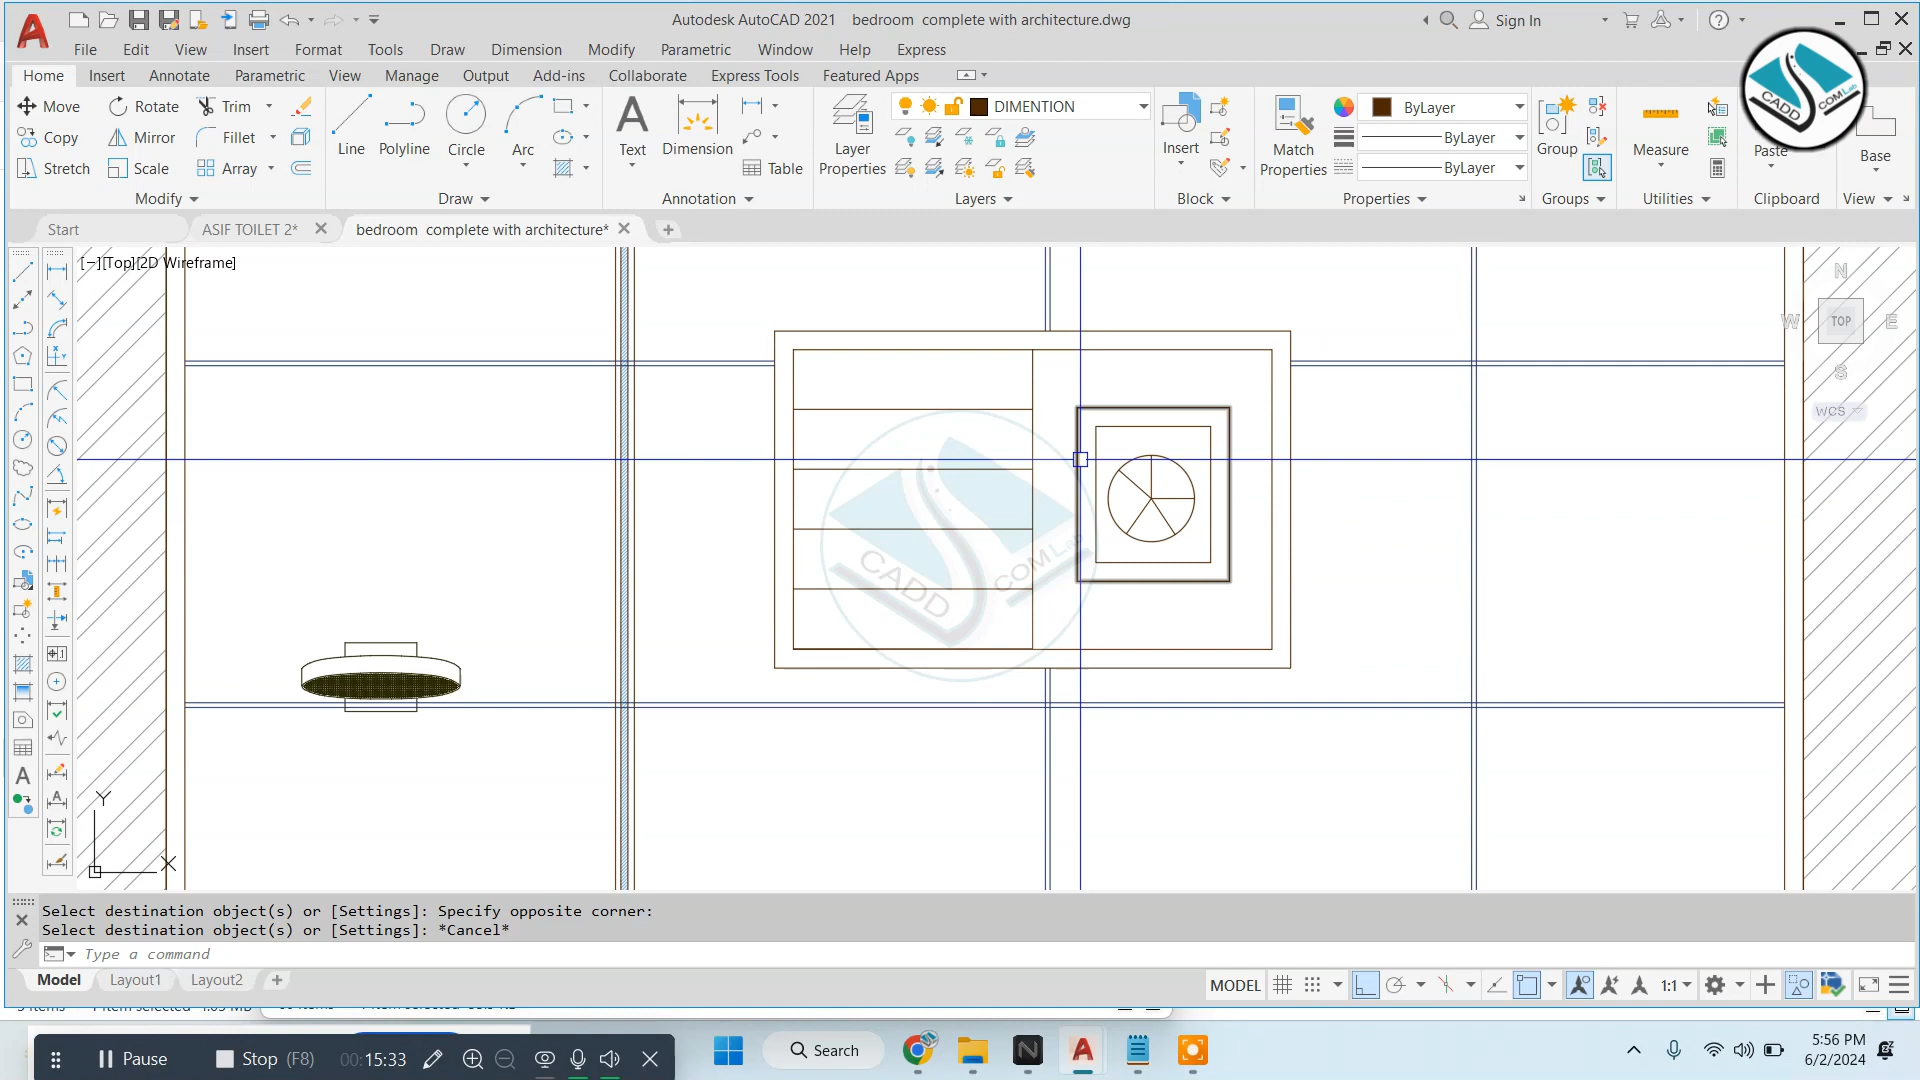 Autodesk AutoCAD 2021 bedroom complete with architecture.dwg
Sign In
File Edit View Insert Format Tools Draw Dimension Modify Parametric Window Help Express
Home Insert Annotate Parametric View Manage Output Add-ins Collaborate Express Tools Featured Apps
Move Rotate Trim
Copy Mirror Fillet
Stretch Scale Array
Line Polyline Circle Arc
Text Dimension Table
Layer Properties
DIMENTION
Insert
Match Properties
ByLayer
ByLayer
ByLayer
Group
Measure
Paste
Base
Modify Draw Annotation Layers Block Properties Groups Utilities Clipboard View
CADD COM Lab
Start ASIF TOILET 2* bedroom complete with architecture*
[−][Top][2D Wireframe]
N
W TOP E
S
WCS
CADD COM Lab
Y
X
Select destination object(s) or [Settings]: Specify opposite corner:
Select destination object(s) or [Settings]: *Cancel*
Type a command
Model Layout1 Layout2
MODEL 1:1
Pause Stop (F8) 00:15:33
Search
5:56 PM
6/2/2024